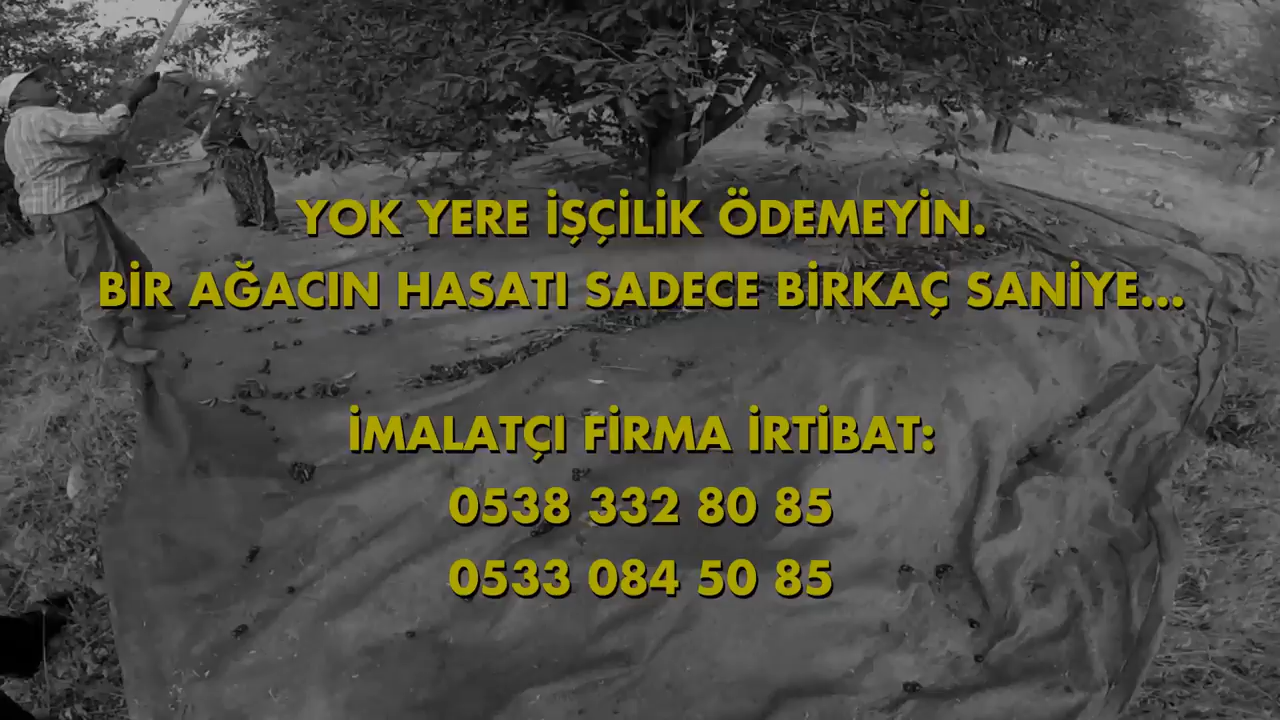 YOK YERE İŞÇİLİK ÖDEMEYİN.
BİR AĞACIN HASATI SADECE BİRKAÇ SANİYE...
İMALATÇI FİRMA İRTİBAT:
0538 332 80 85
0533 084 50 85